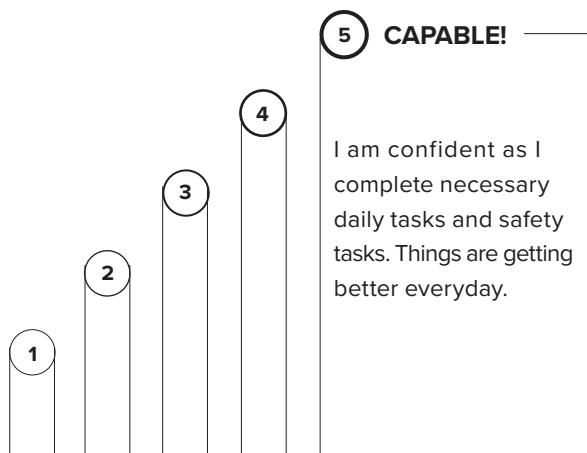 5 CAPABLE!
4
I am confident as I
complete necessary
3
daily tasks and safety
tasks. Things are getting
2
better everyday.
1